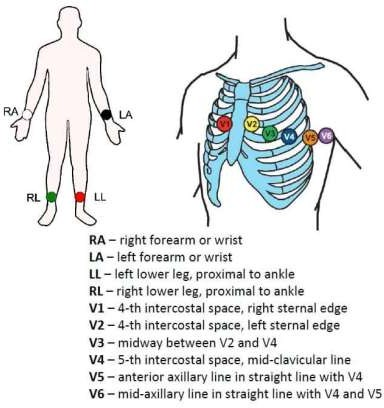 RA
LA
RL
LL
V1
V2
V3
V4
V5
V6
RA – right forearm or wrist
LA – left forearm or wrist
LL – left lower leg, proximal to ankle
RL – right lower leg, proximal to ankle
V1 – 4-th intercostal space, right sternal edge
V2 – 4-th intercostal space, left sternal edge
V3 – midway between V2 and V4
V4 – 5-th intercostal space, mid-clavicular line
V5 – anterior axillary line in straight line with V4
V6 – mid-axillary line in straight line with V4 and V5